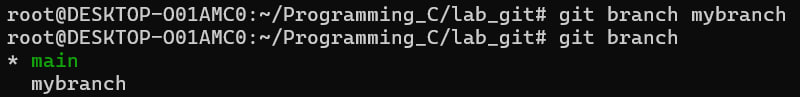 root@DESKTOP-O01AMC0:~/Programming_C/lab_git# git branch mybranch
root@DESKTOP-O01AMC0:~/Programming_C/lab_git# git branch
* main
  mybranch